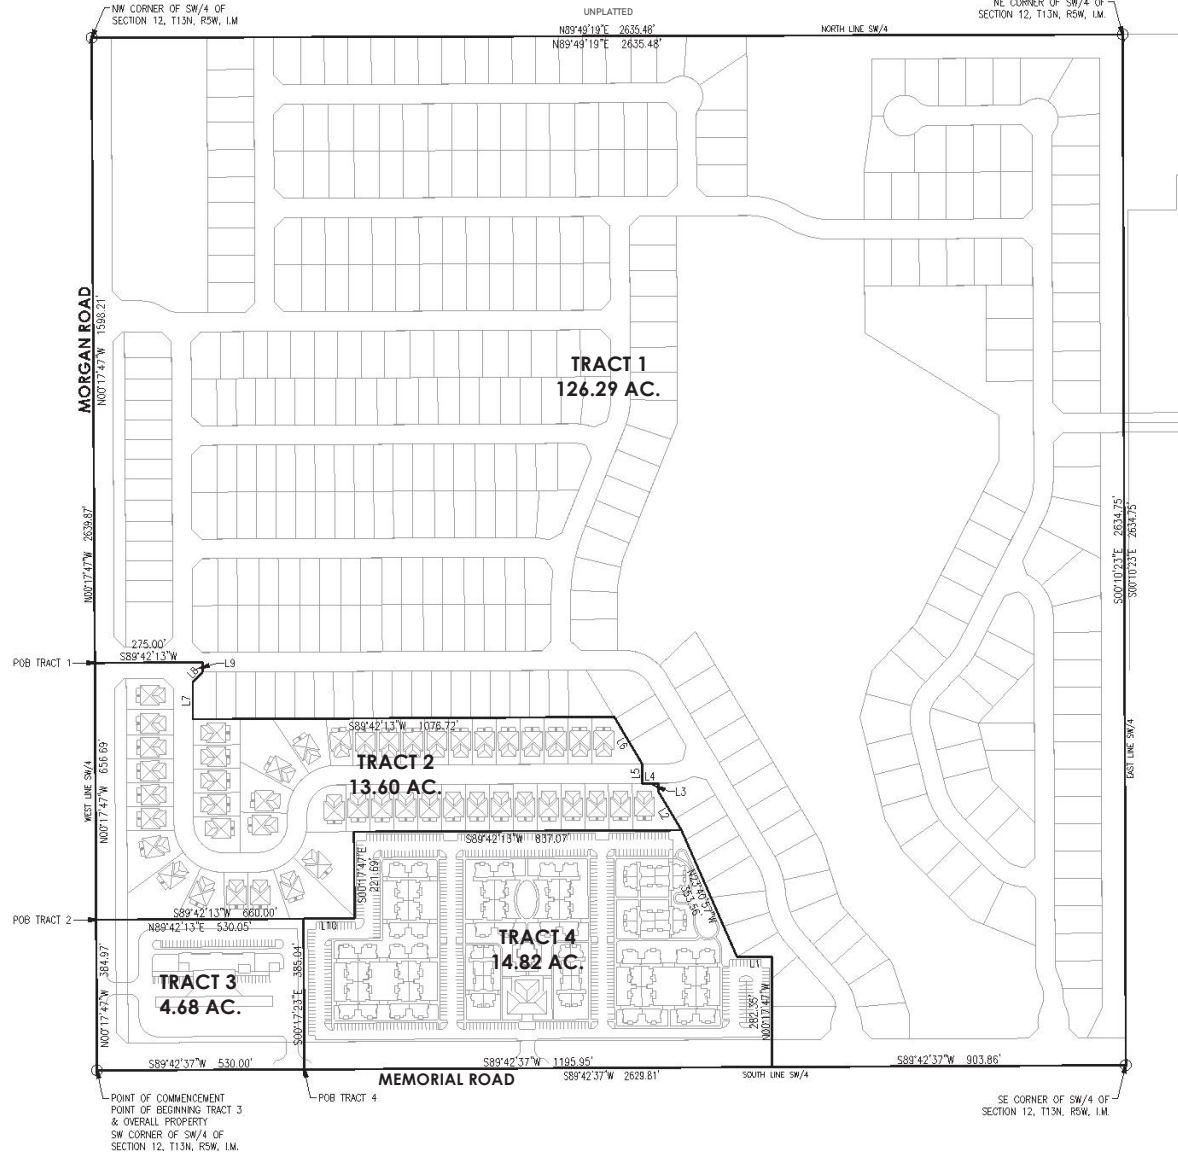 UNPLATTED
NW CORNER OF SW/4 OF
SECTION 12, T13N, R5W, I.M
NE CORNER OF SW/4 OF
SECTION 12, T13N, R5W, I.M.
N89°49'19"E 2635.48'
NORTH LINE SW/4
N89°49'19"E 2635.48'
MORGAN ROAD
N00°17'47"W 1598.21'
TRACT 1
126.29 AC.
N00°17'47"W 2639.87'
S00°10'23"E 2634.75'
S00°10'23"E 2634.75'
275.00'
S89°42'13"W
POB TRACT 1
L9
L8
L7
S89°42'13"W 1076.72'
L6
EAST LINE SW/4
WEST LINE SW/4
N00°17'47"W 656.69'
TRACT 2
13.60 AC.
L5
L4
L3
L2
S89°42'13"W 837.07'
S00°17'47"E
221.69'
N23°40'57"W
353.56'
POB TRACT 2
S89°42'13"W 660.00'
N89°42'13"E 530.05'
L10
TRACT 4
14.82 AC.
L1
N00°17'47"W 384.97'
TRACT 3
4.68 AC.
S00°17'23"E 385.04'
282.35'
N00°17'47"W
S89°42'37"W 530.00'
S89°42'37"W 1195.95'
S89°42'37"W 903.86'
MEMORIAL ROAD
S89°42'37"W 2629.81'
SOUTH LINE SW/4
POINT OF COMMENCEMENT
POINT OF BEGINNING TRACT 3
& OVERALL PROPERTY
SW CORNER OF SW/4 OF
SECTION 12, T13N, R5W, I.M.
POB TRACT 4
SE CORNER OF SW/4 OF
SECTION 12, T13N, R5W, I.M.